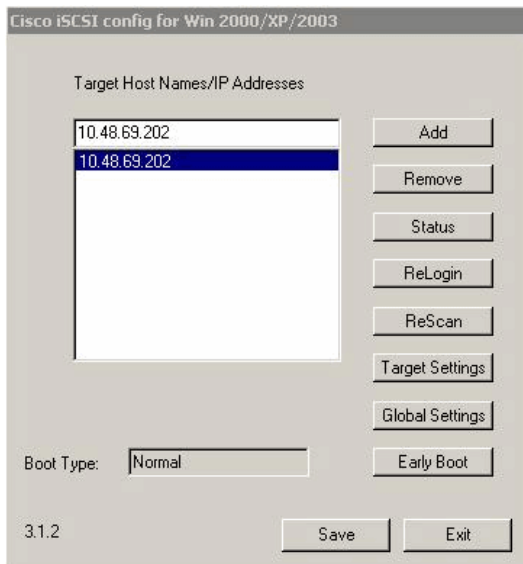 Cisco iSCSI config for Win 2000/XP/2003
Target Host Names/IP Addresses
10.48.69.202
10.48.69.202
Add
Remove
Status
ReLogin
ReScan
Target Settings
Global Settings
Boot Type: Normal
Early Boot
3.1.2
Save
Exit